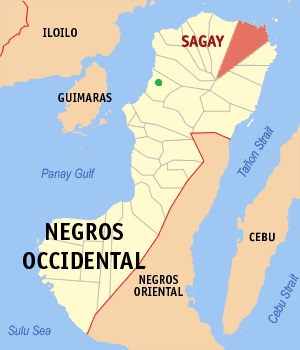 ILOILO
SAGAY
GUIMARAS
Tañon Strait
Panay Gulf
NEGROS
OCCIDENTAL
CEBU
NEGROS
ORIENTAL
Cebu Strait
Sulu Sea